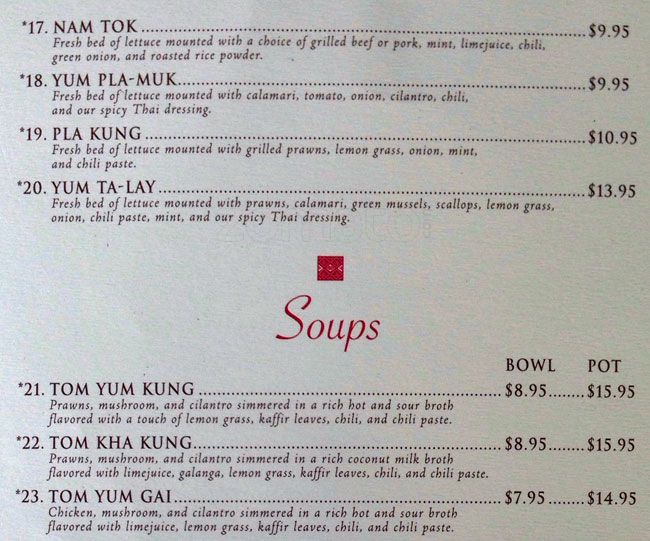 *17. NAM TOK..........$9.95
Fresh bed of lettuce mounted with a choice of grilled beef or pork, mint, limejuice, chili,
green onion, and roasted rice powder.
*18. YUM PLA-MUK..........$9.95
Fresh bed of lettuce mounted with calamari, tomato, onion, cilantro, chili,
and our spicy Thai dressing.
*19. PLA KUNG..........$10.95
Fresh bed of lettuce mounted with grilled prawns, lemon grass, onion, mint,
and chili paste.
*20. YUM TA-LAY..........$13.95
Fresh bed of lettuce mounted with prawns, calamari, green mussels, scallops, lemon grass,
onion, chili paste, mint, and our spicy Thai dressing.
Soups
BOWL POT
*21. TOM YUM KUNG..........$8.95........$15.95
Prawns, mushroom, and cilantro simmered in a rich hot and sour broth
flavored with a touch of lemon grass, kaffir leaves, chili, and chili paste.
*22. TOM KHA KUNG..........$8.95........$15.95
Prawns, mushroom, and cilantro simmered in a rich coconut milk broth
flavored with limejuice, galanga, lemon grass, kaffir leaves, chili, and chili paste.
*23. TOM YUM GAI..........$7.95........$14.95
Chicken, mushroom, and cilantro simmered in a rich hot and sour broth
flavored with limejuice, lemon grass, kaffir leaves, chili, and chili paste.